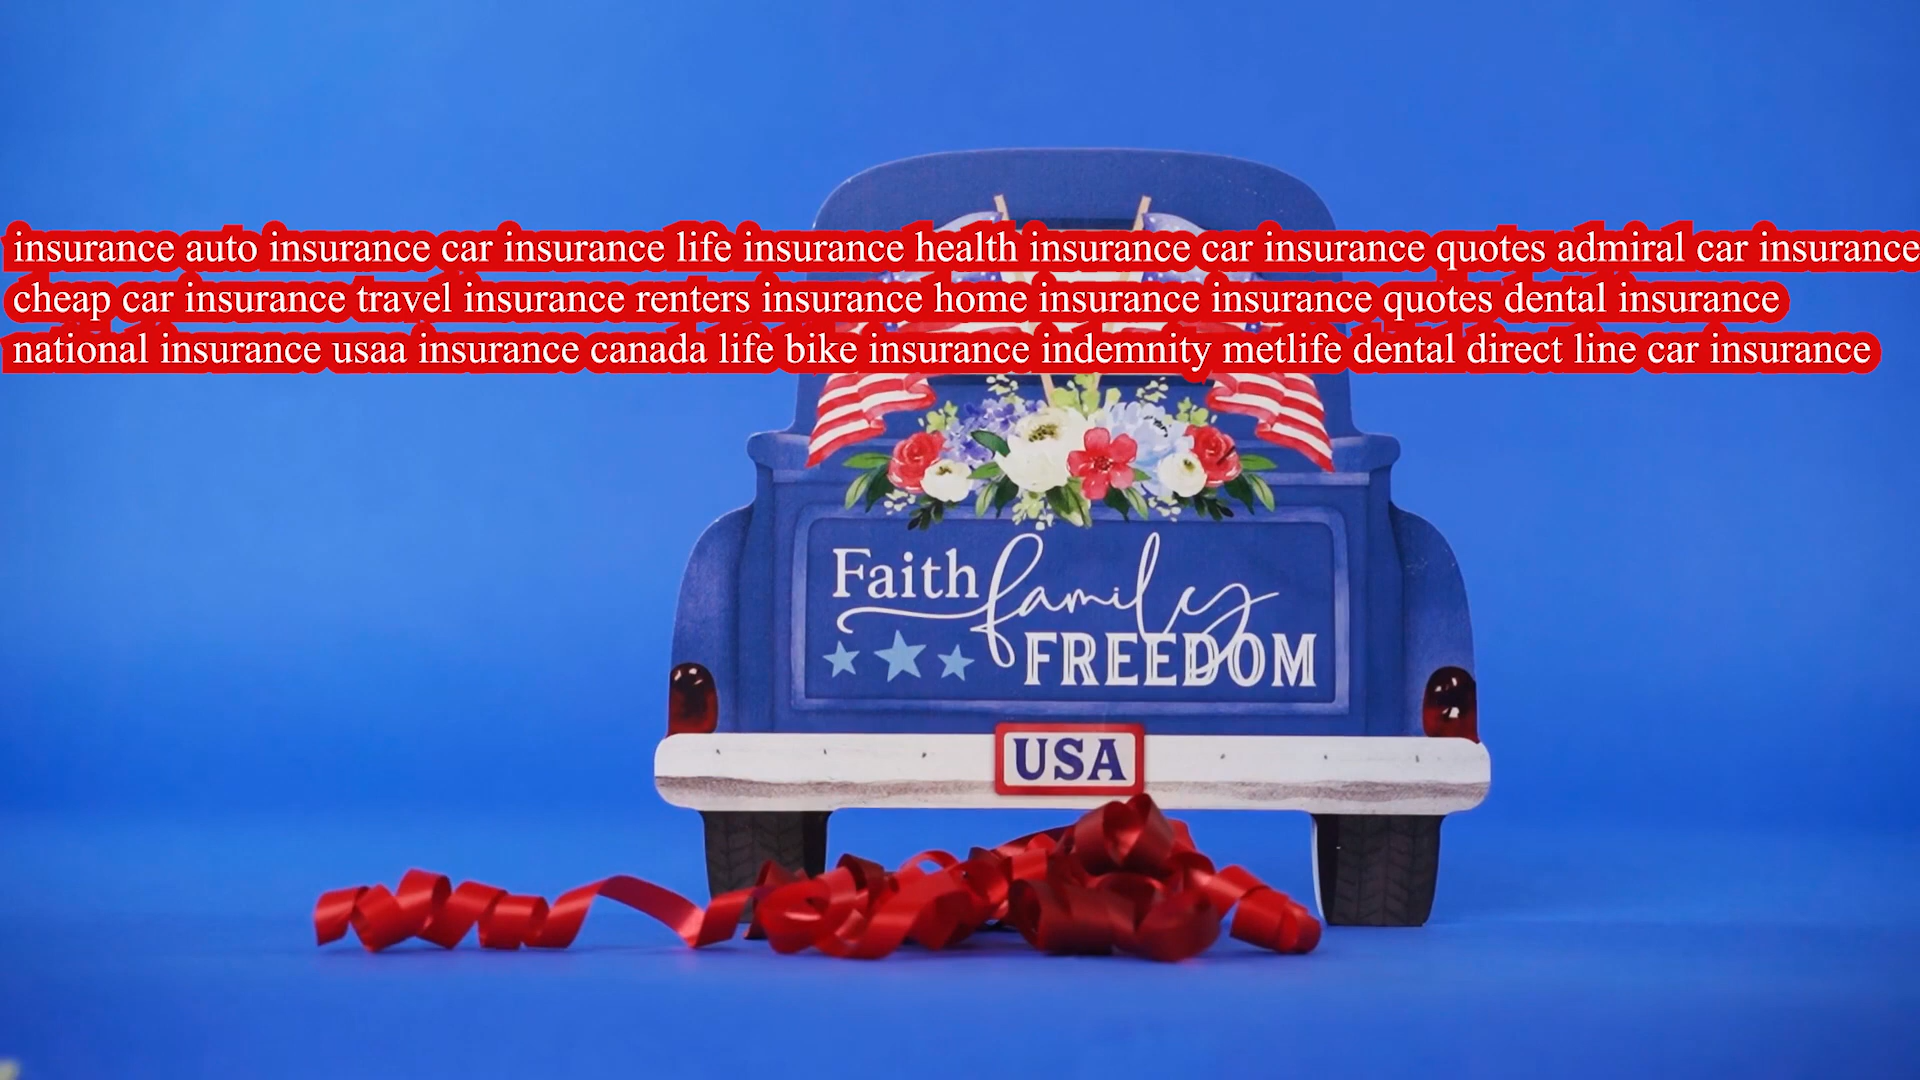 insurance auto insurance car insurance life insurance health insurance car insurance quotes admiral car insurance
cheap car insurance travel insurance renters insurance home insurance insurance quotes dental insurance
national insurance usaa insurance canada life bike insurance indemnity metlife dental direct line car insurance
Faith family
FREEDOM
USA